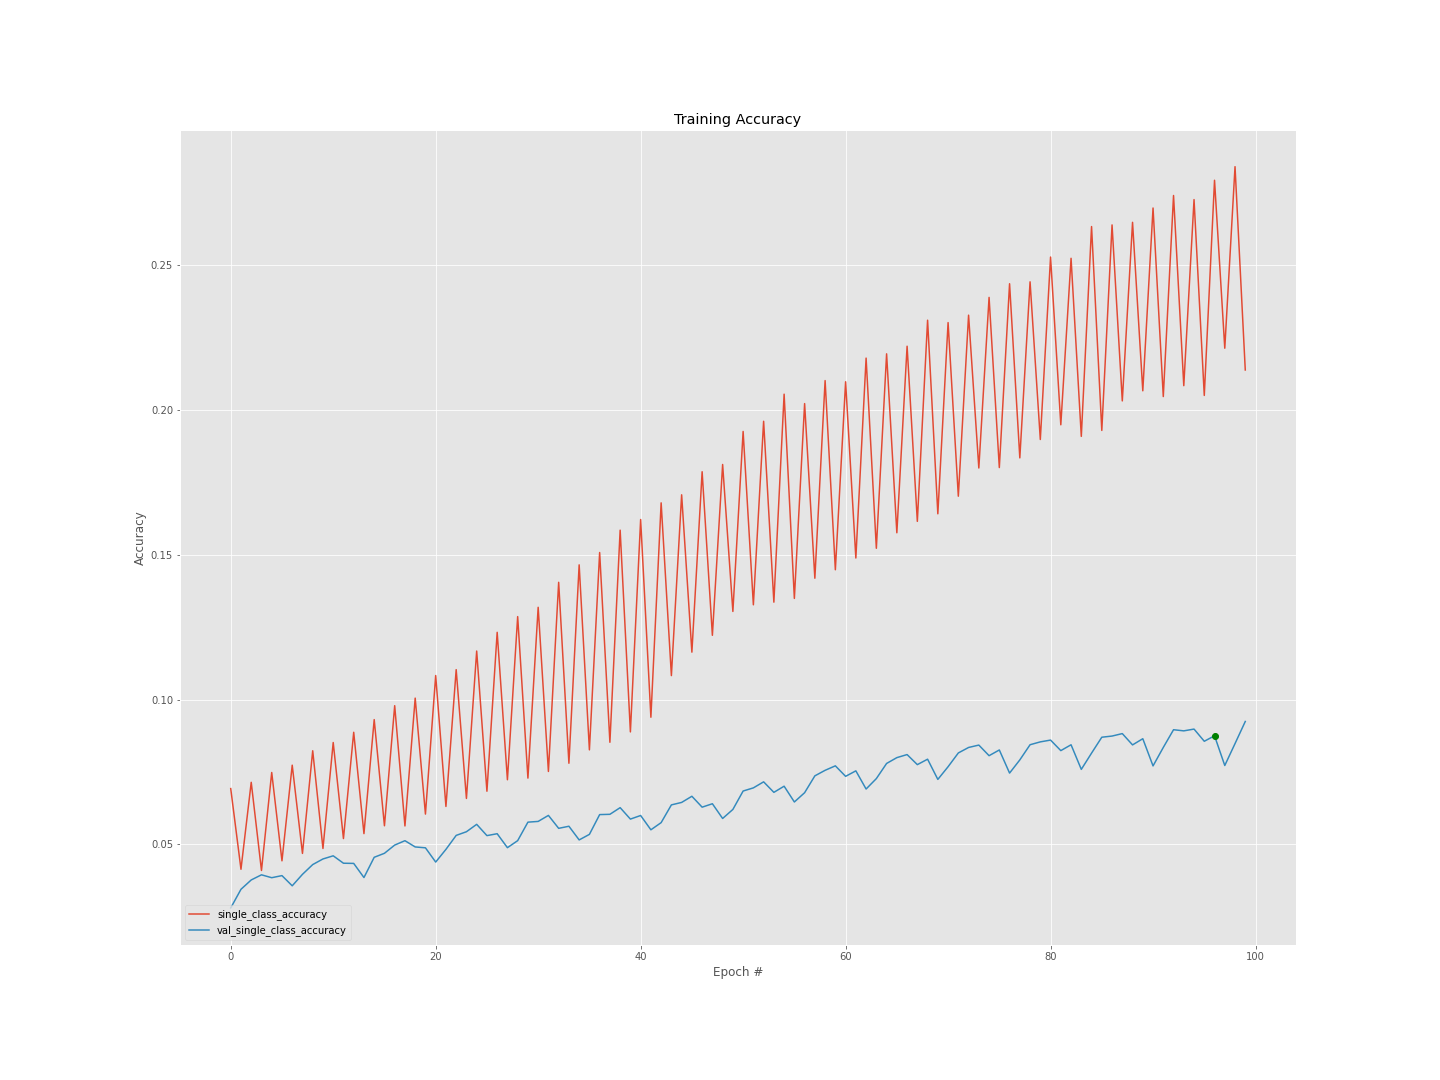 Training Accuracy
0.25
0.20
0.15
0.10
0.05
Accuracy
single_class_accuracy
val_single_class_accuracy
0 20 40 60 80 100
Epoch #